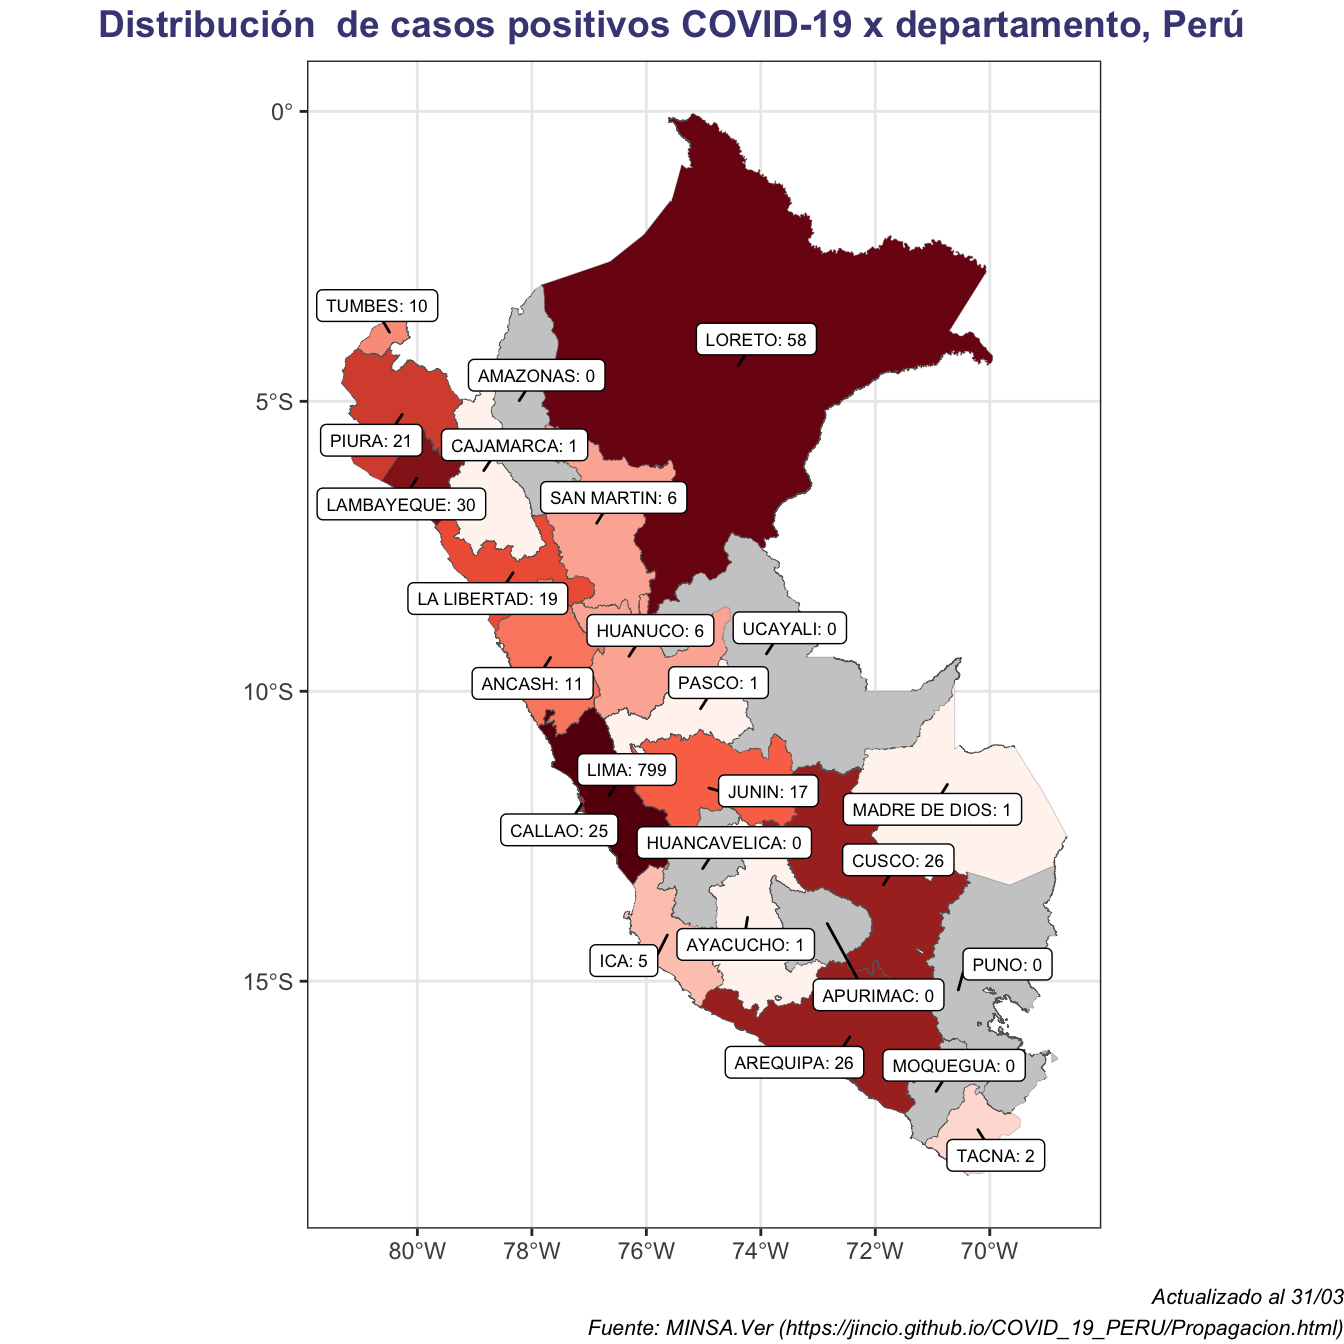 Distribución  de casos positivos COVID-19 x departamento, Perú
0°
TUMBES: 10
LORETO: 58
AMAZONAS: 0
5°S
PIURA: 21
CAJAMARCA: 1
LAMBAYEQUE: 30
SAN MARTIN: 6
LA LIBERTAD: 19
HUANUCO: 6
UCAYALI: 0
ANCASH: 11
PASCO: 1
10°S
LIMA: 799
JUNIN: 17
MADRE DE DIOS: 1
CALLAO: 25
HUANCAVELICA: 0
CUSCO: 26
AYACUCHO: 1
ICA: 5
PUNO: 0
15°S
APURIMAC: 0
AREQUIPA: 26
MOQUEGUA: 0
TACNA: 2
80°W 78°W 76°W 74°W 72°W 70°W
Actualizado al 31/03
Fuente: MINSA.Ver (https://jincio.github.io/COVID_19_PERU/Propagacion.html)